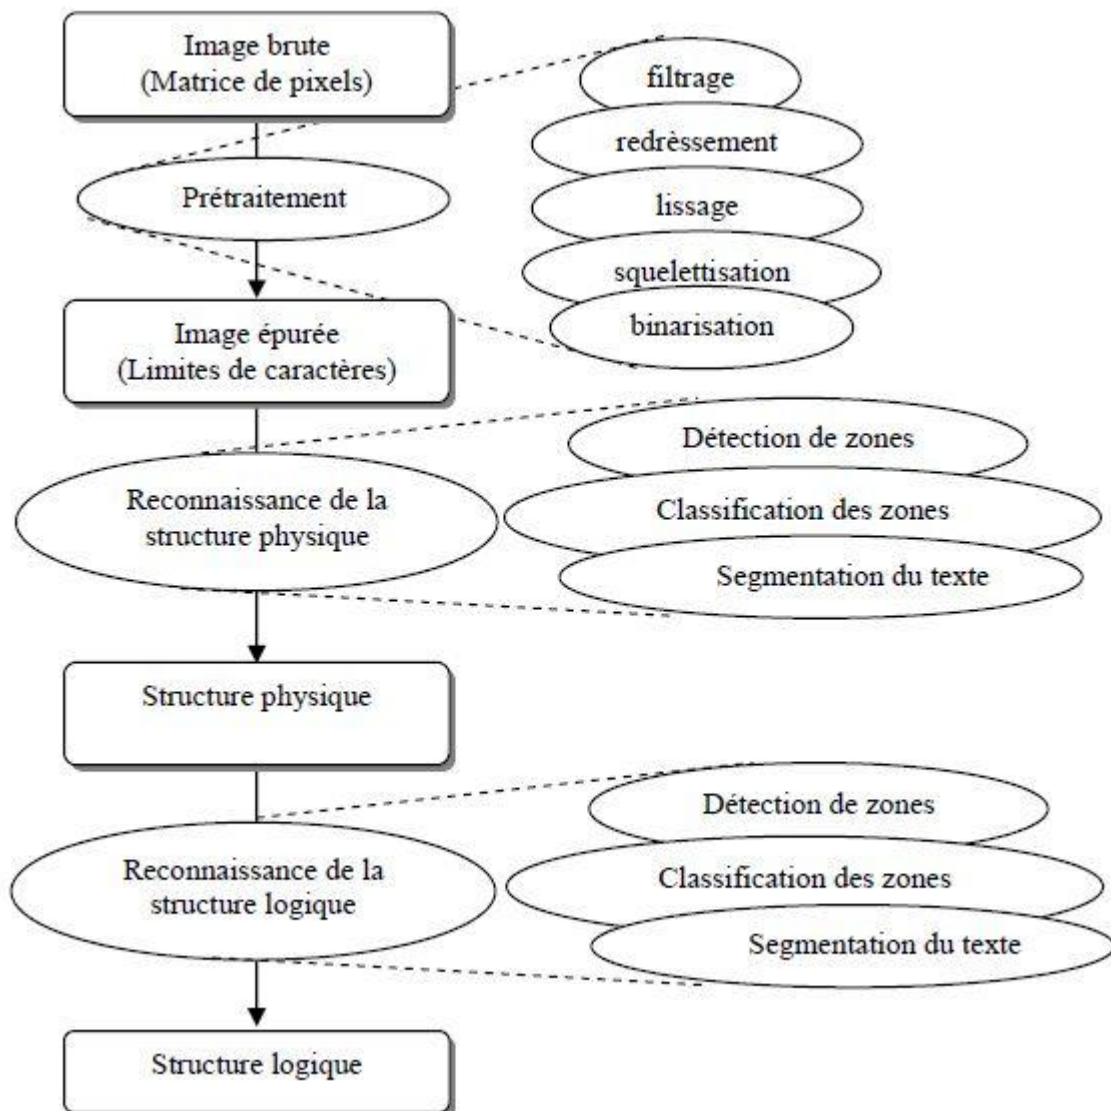 Image brute
(Matrice de pixels)
filtrage
redrèssement
Prétraitement
lissage
squelettisation
binarisation
Image épurée
(Limites de caractères)
Détection de zones
Reconnaissance de la
structure physique
Classification des zones
Segmentation du texte
Structure physique
Détection de zones
Reconnaissance de la
structure logique
Classification des zones
Segmentation du texte
Structure logique